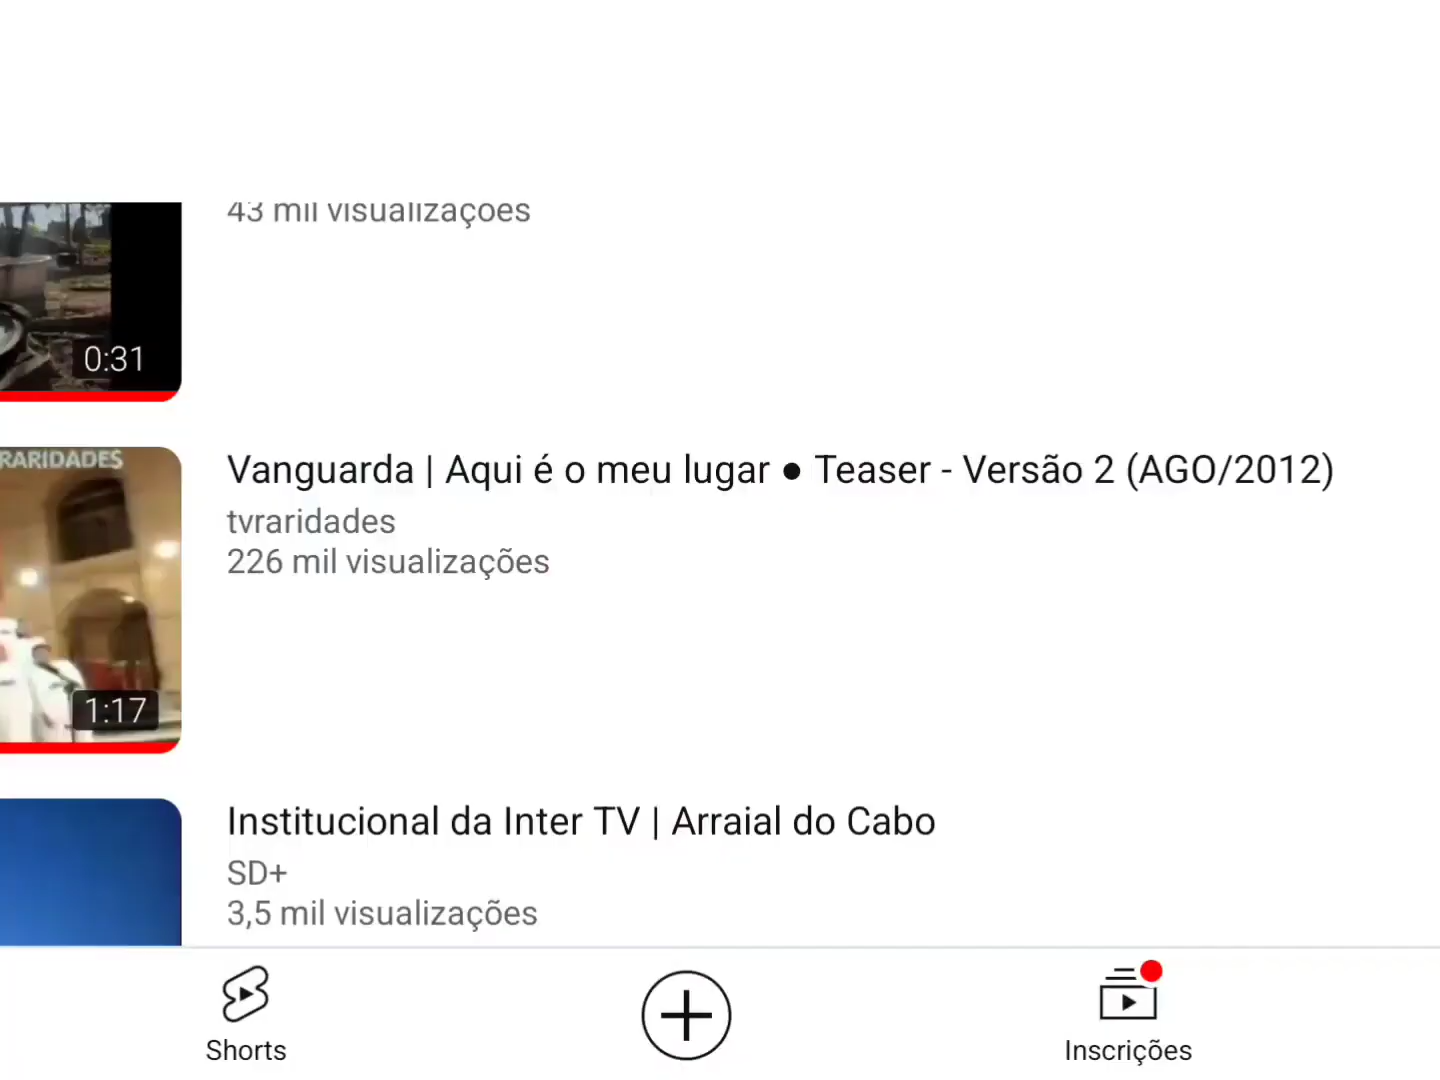 43 mil visualizações
0:31
RARIDADES
Vanguarda | Aqui é o meu lugar ● Teaser - Versão 2 (AGO/2012)
tvraridades
226 mil visualizações
1:17
Institucional da Inter TV | Arraial do Cabo
SD+
3,5 mil visualizações
Shorts
Inscrições